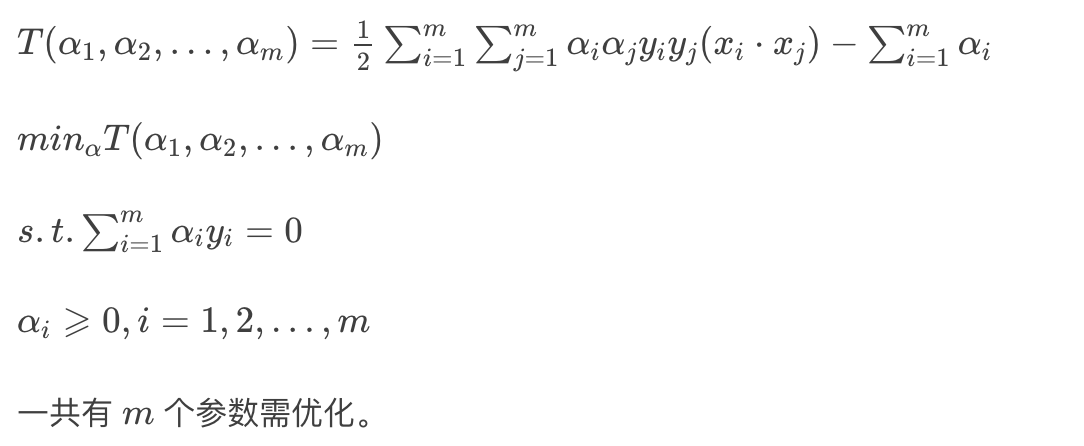 T(α₁, α₂, . . . , αₘ) = ½ ∑ᵢ₌₁ᵐ ∑ⱼ₌₁ᵐ αᵢαⱼyᵢyⱼ(xᵢ · xⱼ) − ∑ᵢ₌₁ᵐ αᵢ
min_α T(α₁, α₂, . . . , αₘ)
s. t. ∑ᵢ₌₁ᵐ αᵢyᵢ = 0
αᵢ ⩾ 0, i = 1, 2, . . . , m
一共有 m 个参数需优化。